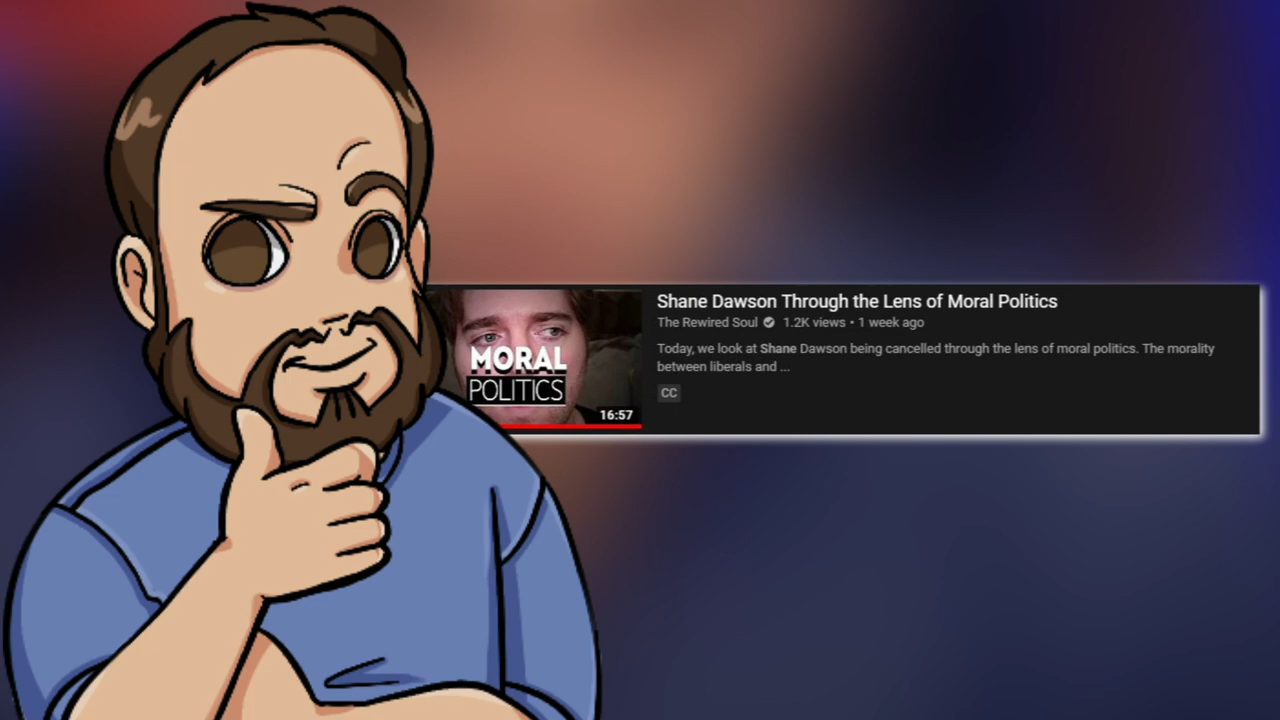 Shane Dawson Through the Lens of Moral Politics
The Rewired Soul 1.2K views • 1 week ago
Today, we look at Shane Dawson being cancelled through the lens of moral politics. The morality
between liberals and ...
CC
MORAL
POLITICS
16:57